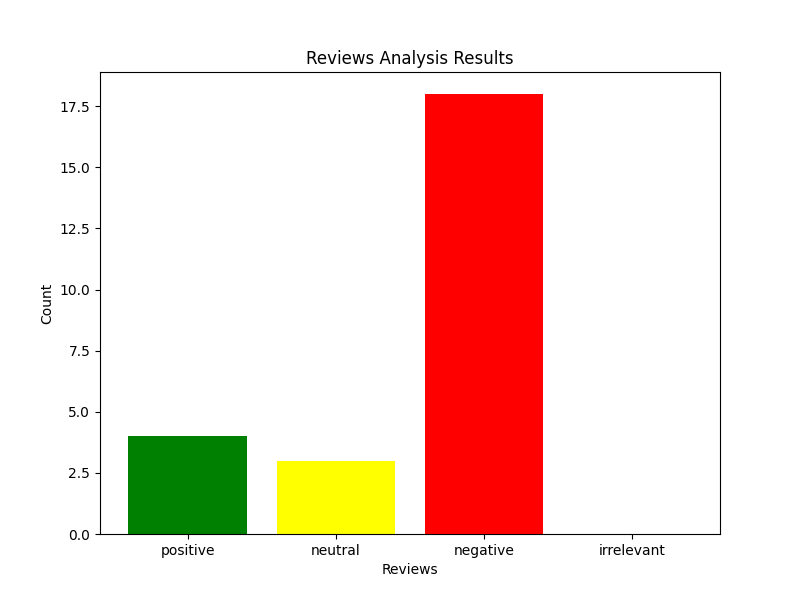 Reviews Analysis Results
17.5
15.0
12.5
10.0
7.5
5.0
2.5
0.0
Count
positive neutral negative irrelevant
Reviews